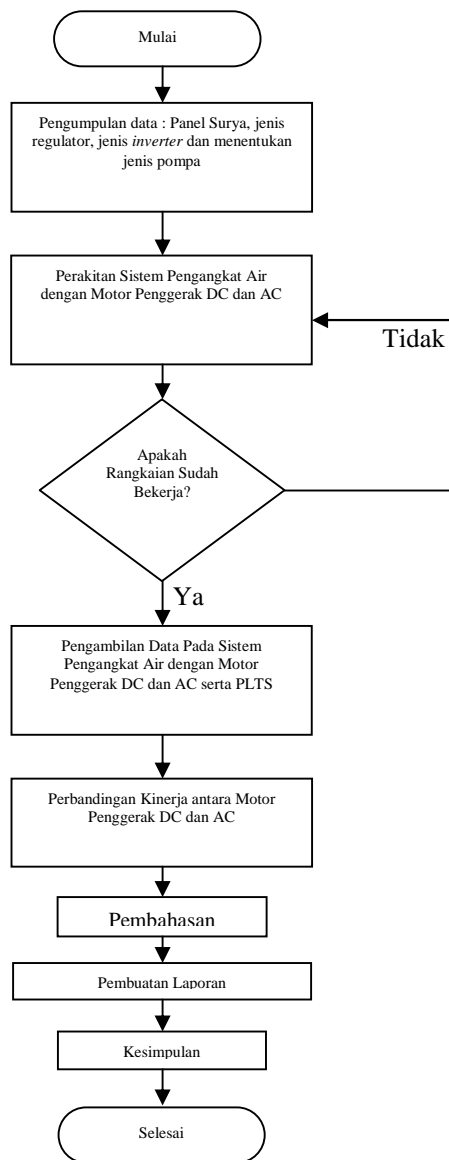 Mulai
Pengumpulan data : Panel Surya, jenis
regulator, jenis inverter dan menentukan
jenis pompa
Perakitan Sistem Pengangkat Air
dengan Motor Penggerak DC dan AC
Tidak
Apakah
Rangkaian Sudah
Bekerja?
Ya
Pengambilan Data Pada Sistem
Pengangkat Air dengan Motor
Penggerak DC dan AC serta PLTS
Perbandingan Kinerja antara Motor
Penggerak DC dan AC
Pembahasan
Pembuatan Laporan
Kesimpulan
Selesai